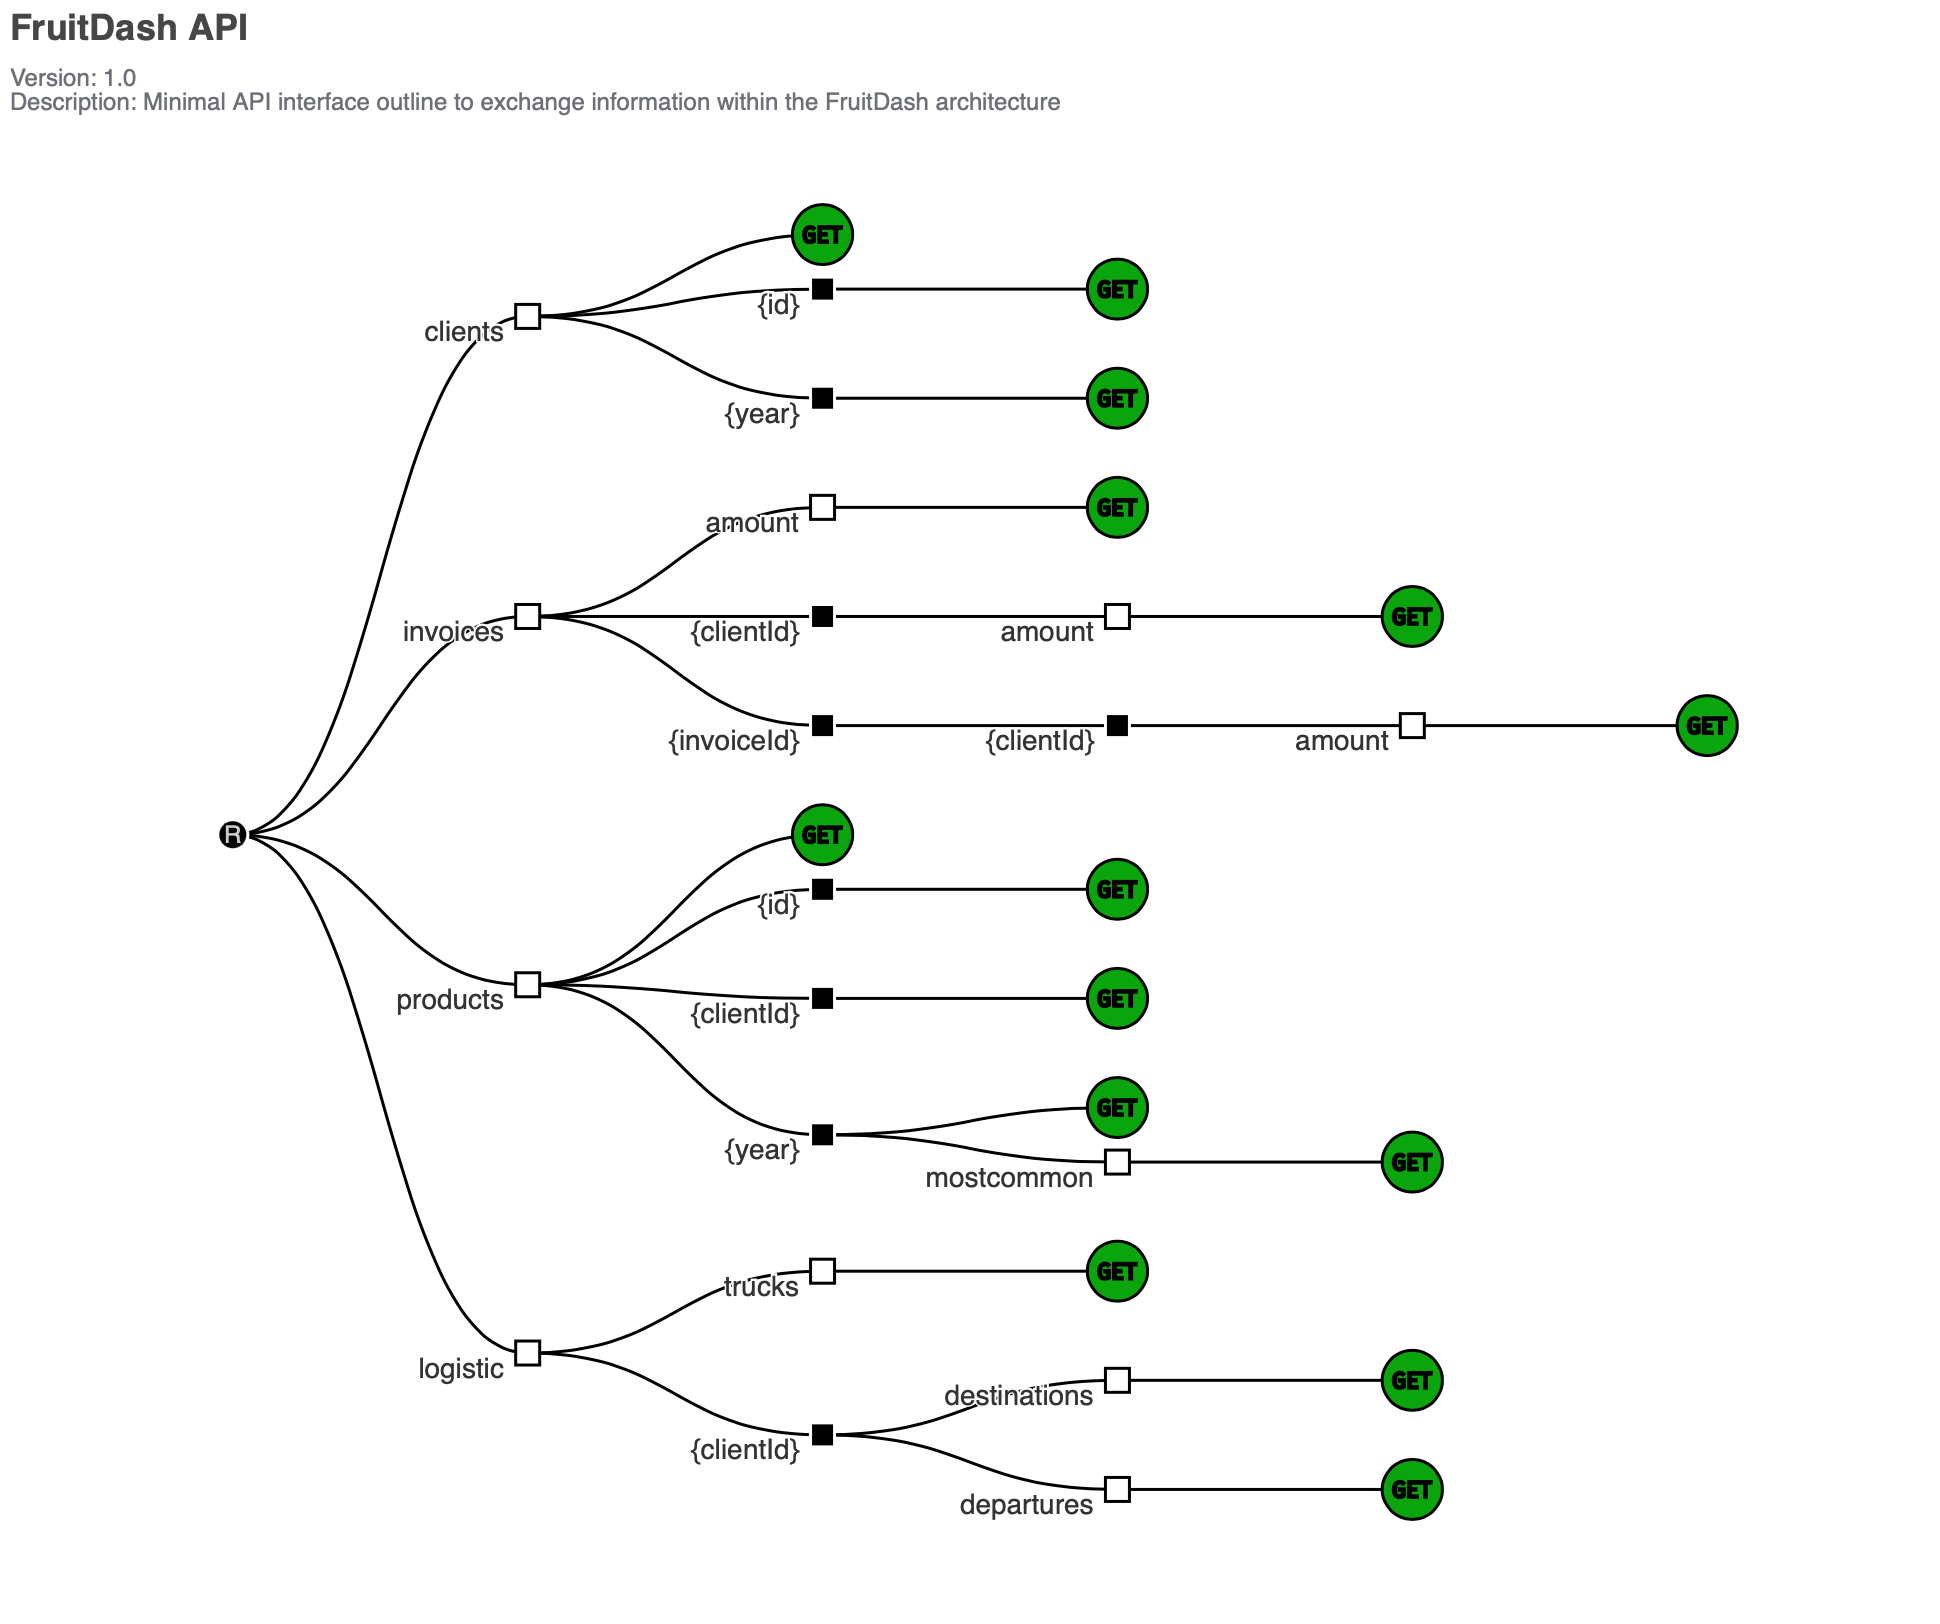 FruitDash API
Version: 1.0
Description: Minimal API interface outline to exchange information within the FruitDash architecture
GET
{id}
GET
clients
{year}
GET
amount
GET
invoices
{clientId}
amount
GET
{invoiceId}
{clientId}
amount
GET
R
GET
{id}
GET
products
{clientId}
GET
GET
{year}
mostcommon
GET
trucks
GET
logistic
destinations
GET
{clientId}
departures
GET